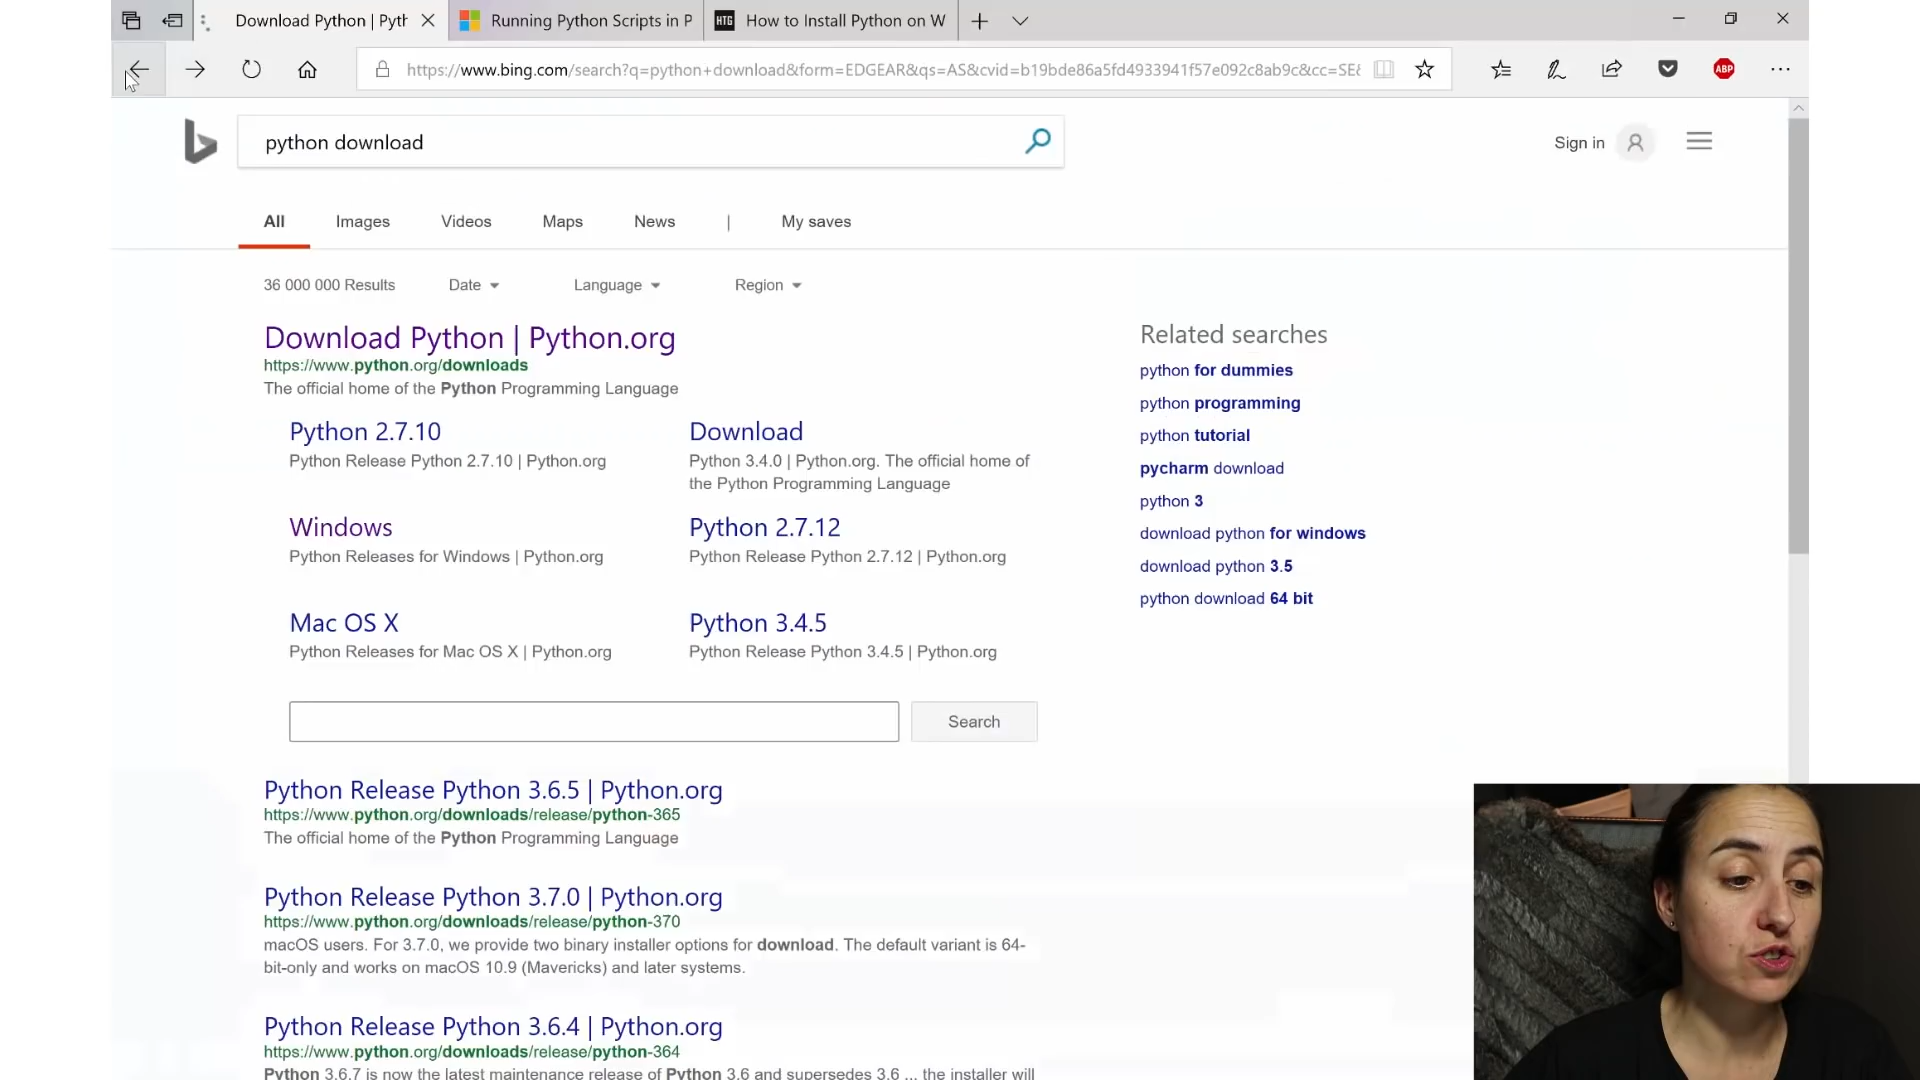 Download Python | Pyth
Running Python Scripts in P
HTG How to Install Python on W
https://www.bing.com/search?q=python+download&form=EDGEAR&qs=AS&cvid=b19bde86a5fd4933941f57e092c8ab9c&cc=SE&
ABP
python download
Sign in
All Images Videos Maps News | My saves
36 000 000 Results Date Language Region
Download Python | Python.org
https://www.python.org/downloads
The official home of the Python Programming Language
Python 2.7.10
Python Release Python 2.7.10 | Python.org
Download
Python 3.4.0 | Python.org. The official home of
the Python Programming Language
Windows
Python Releases for Windows | Python.org
Python 2.7.12
Python Release Python 2.7.12 | Python.org
Mac OS X
Python Releases for Mac OS X | Python.org
Python 3.4.5
Python Release Python 3.4.5 | Python.org
Search
Python Release Python 3.6.5 | Python.org
https://www.python.org/downloads/release/python-365
The official home of the Python Programming Language
Python Release Python 3.7.0 | Python.org
https://www.python.org/downloads/release/python-370
macOS users. For 3.7.0, we provide two binary installer options for download. The default variant is 64-
bit-only and works on macOS 10.9 (Mavericks) and later systems.
Python Release Python 3.6.4 | Python.org
https://www.python.org/downloads/release/python-364
Python 3.6.7 is now the latest maintenance release of Python 3.6 and supersedes 3.6 ... the installer will
Related searches
python for dummies
python programming
python tutorial
pycharm download
python 3
download python for windows
download python 3.5
python download 64 bit